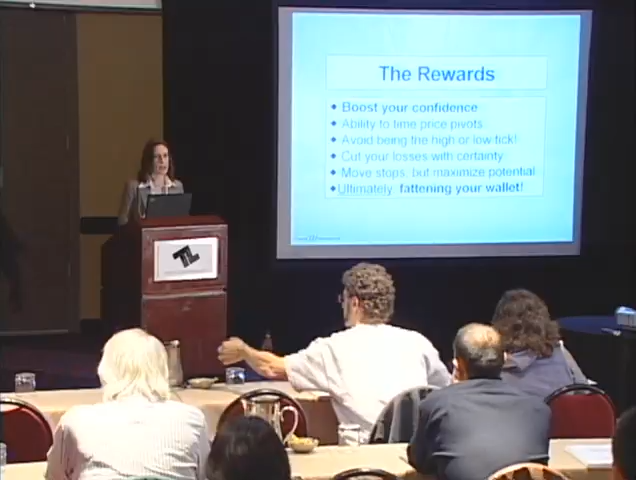 The Rewards
Boost your confidence
Ability to time price pivots
Avoid being the high or low tick!
Cut your losses with certainty
Move stops, but maximize potential
Ultimately fattening your wallet!
TL